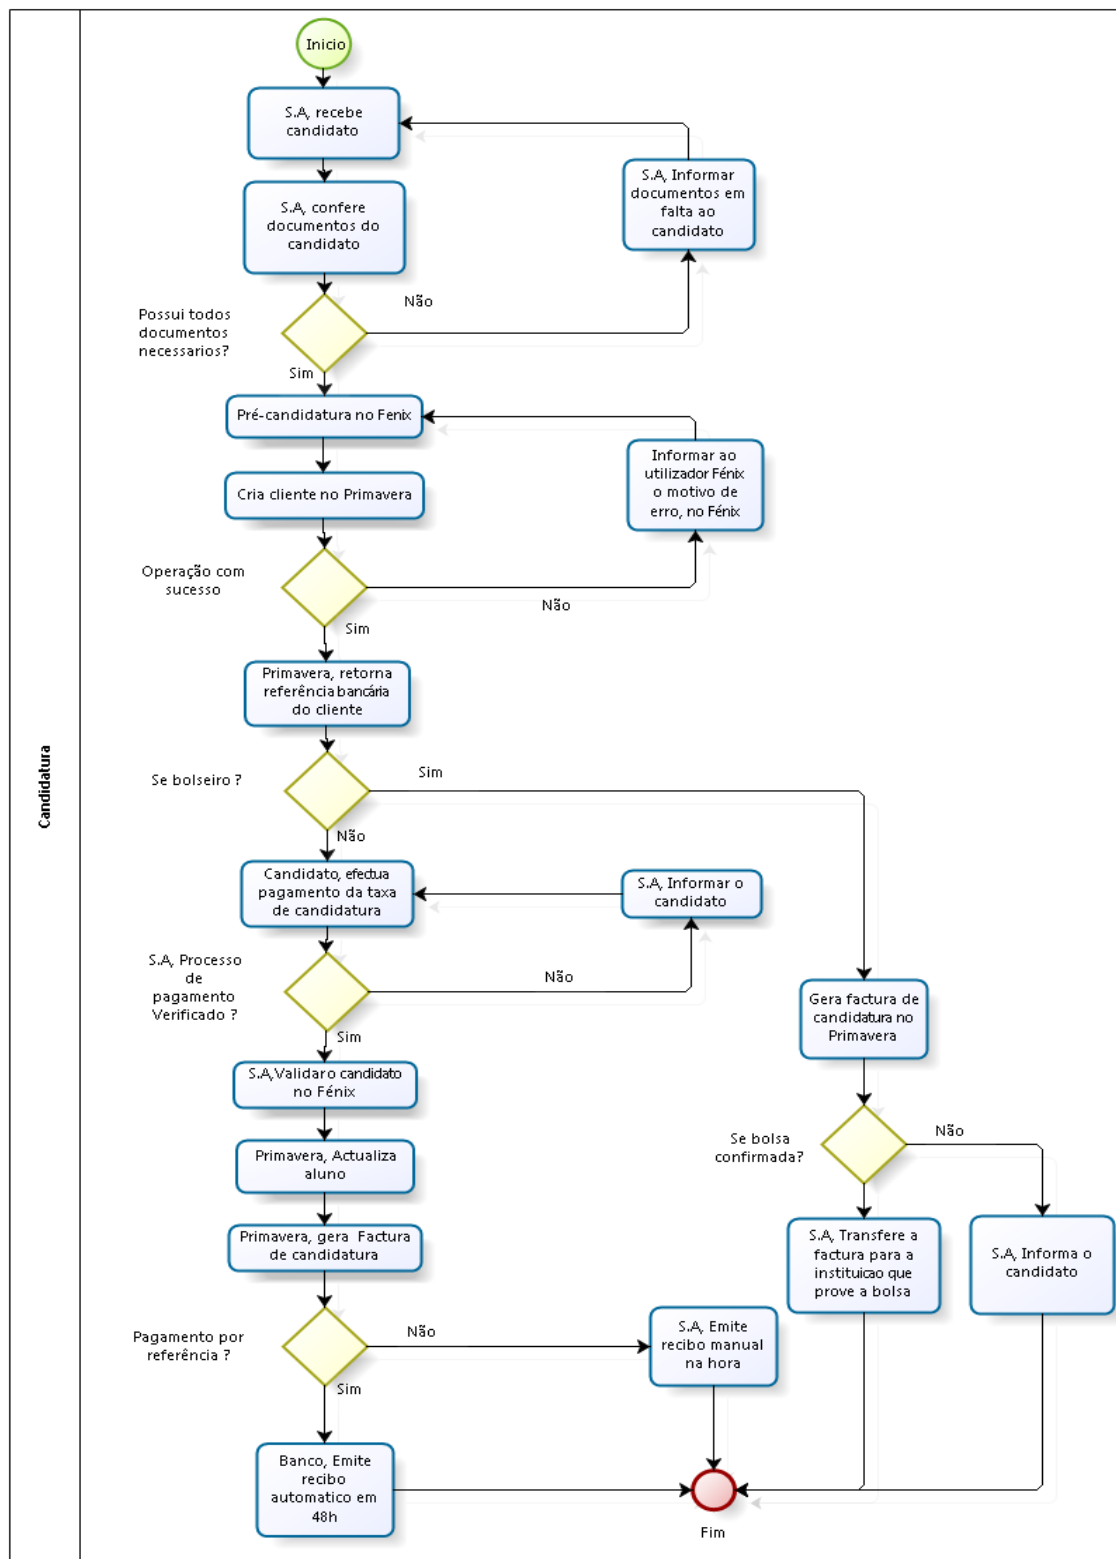 Candidatura
Inicio
S.A, recebe
candidato
S.A, confere
documentos do
candidato
S.A, Informar
documentos em
falta ao
candidato
Não
Possui todos
documentos
necessarios?
Sim
Pré-candidatura no Fenix
Cria cliente no Primavera
Informar ao
utilizador Fénix
o motivo de
erro, no Fénix
Operação com
sucesso
Não
Sim
Primavera, retorna
referência bancária
do cliente
Se bolseiro ?
Sim
Não
Candidato, efectua
pagamento da taxa
de candidatura
S.A, Informar o
candidato
S.A, Processo
de
pagamento
Verificado ?
Não
Sim
Gera factura de
candidatura no
Primavera
S.A,Validar o candidato
no Fénix
Se bolsa
confirmada?
Não
Primavera, Actualiza
aluno
Primavera, gera Factura
de candidatura
S.A, Transfere a
factura para a
instituicao que
prove a bolsa
S.A, Informa o
candidato
Pagamento por
referência ?
Não
Sim
S.A, Emite
recibo manual
na hora
Banco, Emite
recibo
automatico em
48h
Fim